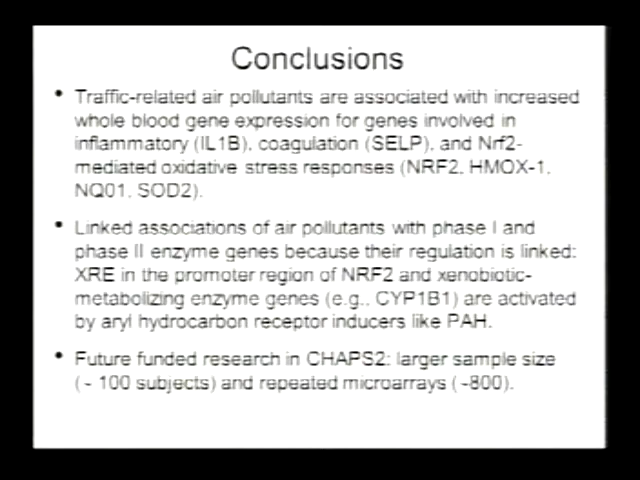 Conclusions
• Traffic-related air pollutants are associated with increased
whole blood gene expression for genes involved in
inflammatory (IL1B), coagulation (SELP), and Nrf2-
mediated oxidative stress responses (NRF2, HMOX-1,
NQ01, SOD2).
• Linked associations of air pollutants with phase I and
phase II enzyme genes because their regulation is linked:
XRE in the promoter region of NRF2 and xenobiotic-
metabolizing enzyme genes (e.g., CYP1B1) are activated
by aryl hydrocarbon receptor inducers like PAH.
• Future funded research in CHAPS2: larger sample size
(~ 100 subjects) and repeated microarrays (~800).